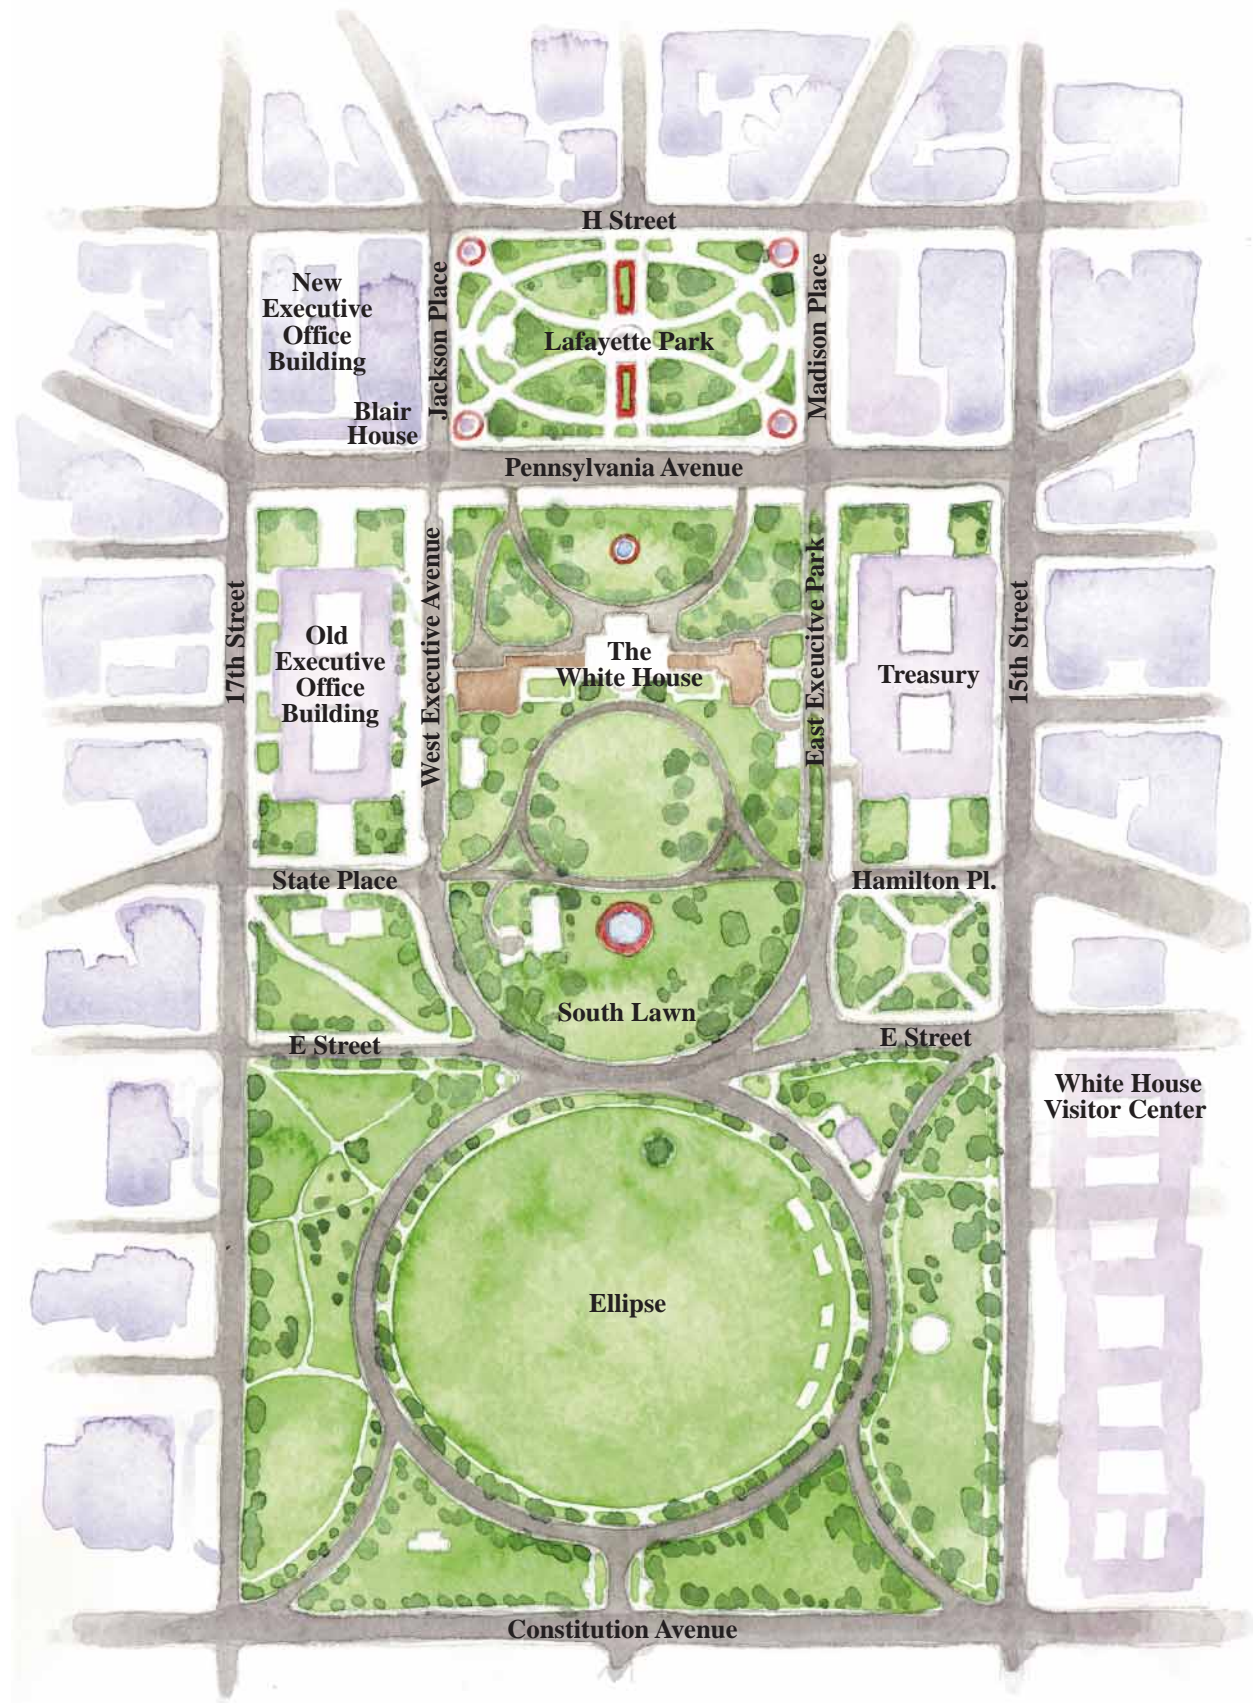 H Street
New
Executive
Office
Building
Jackson Place
Lafayette Park
Madison Place
Blair
House
Pennsylvania Avenue
17th Street
Old
Executive
Office
Building
West Executive Avenue
The
White House
East Exeucitve Park
Treasury
15th Street
State Place
Hamilton Pl.
South Lawn
E Street
E Street
White House
Visitor Center
Ellipse
Constitution Avenue